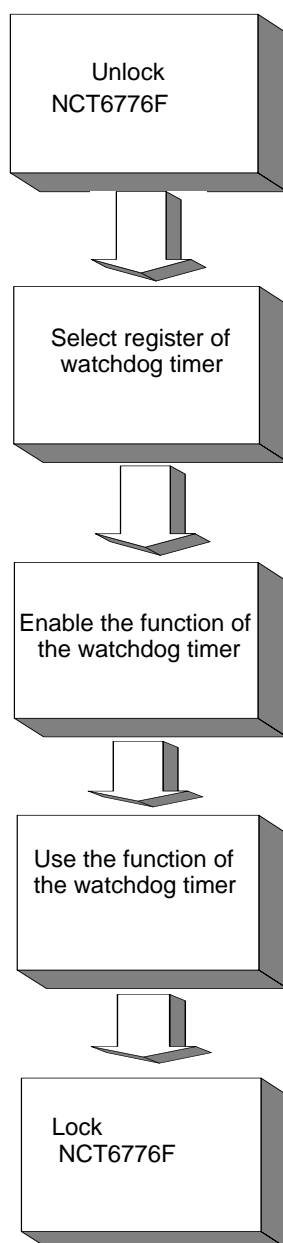 Unlock
NCT6776F
Select register of
watchdog timer
Enable the function of
the watchdog timer
Use the function of
the watchdog timer
Lock
NCT6776F